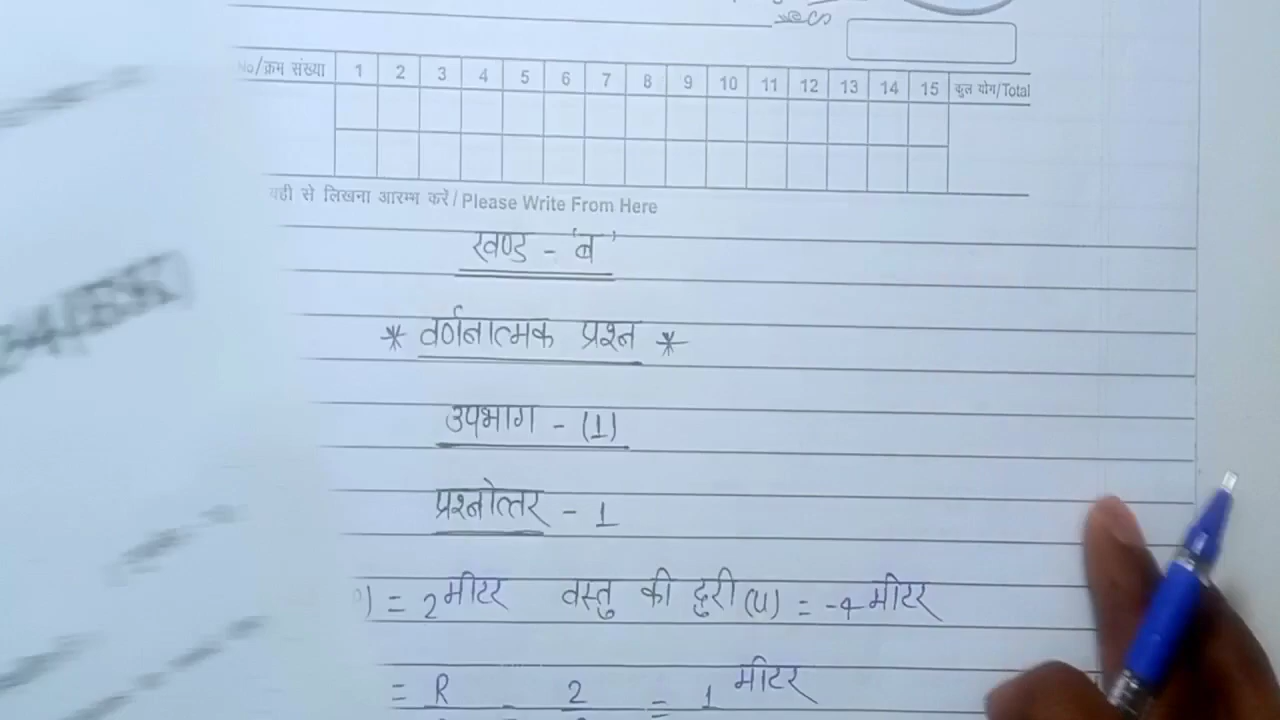 No/क्रम संख्या 1 2 3 4 5 6 7 8 9 10 11 12 13 14 15 कुल योग/Total
यही से लिखना आरम्भ करें/Please Write From Here
खण्ड - 'ब'
* वर्णनात्मक प्रश्न *
उपभाग - (1)
प्रश्नोत्तर - 1
) = 2 मीटर वस्तु की दुरी (u) = -4 मीटर
= R 2 = 1 मीटर